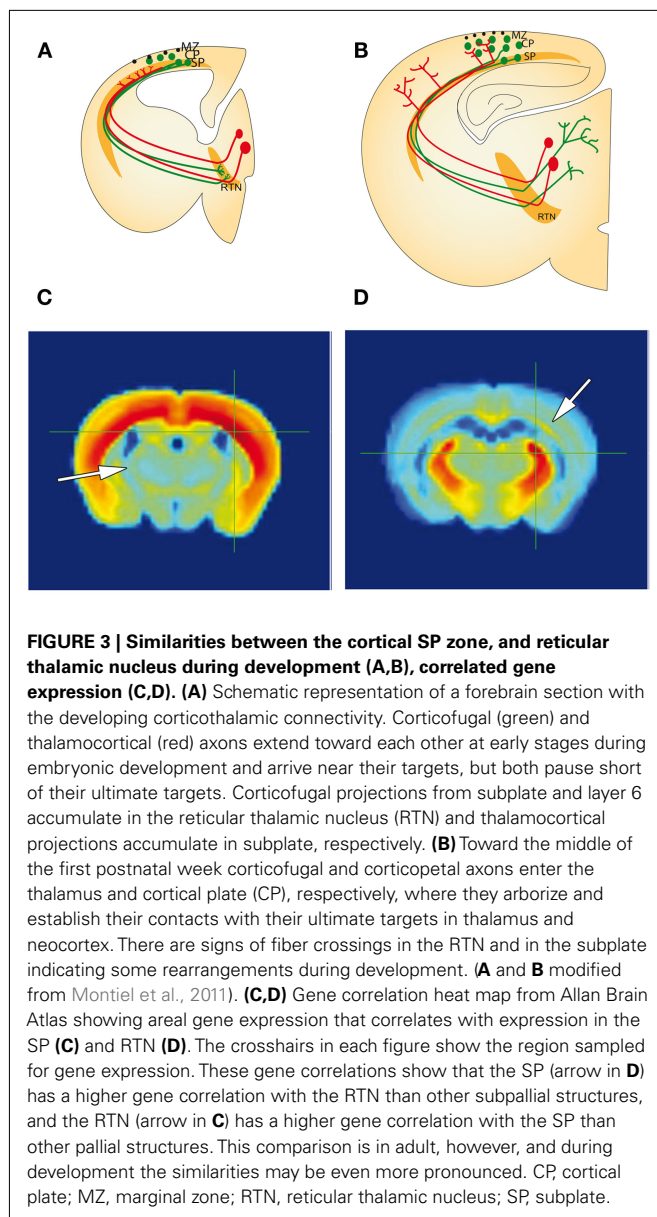 A
MZ
CP
SP
RTN
B
MZ
CP
SP
RTN
C
D
FIGURE 3 | Similarities between the cortical SP zone, and reticular
thalamic nucleus during development (A,B), correlated gene
expression (C,D). (A) Schematic representation of a forebrain section with
the developing corticothalamic connectivity. Corticofugal (green) and
thalamocortical (red) axons extend toward each other at early stages during
embryonic development and arrive near their targets, but both pause short
of their ultimate targets. Corticofugal projections from subplate and layer 6
accumulate in the reticular thalamic nucleus (RTN) and thalamocortical
projections accumulate in subplate, respectively. (B) Toward the middle of
the first postnatal week corticofugal and corticopetal axons enter the
thalamus and cortical plate (CP), respectively, where they arborize and
establish their contacts with their ultimate targets in thalamus and
neocortex. There are signs of fiber crossings in the RTN and in the subplate
indicating some rearrangements during development. (A and B modified
from Montiel et al., 2011). (C,D) Gene correlation heat map from Allan Brain
Atlas showing areal gene expression that correlates with expression in the
SP (C) and RTN (D). The crosshairs in each figure show the region sampled
for gene expression. These gene correlations show that the SP (arrow in D)
has a higher gene correlation with the RTN than other subpallial structures,
and the RTN (arrow in C) has a higher gene correlation with the SP than
other pallial structures. This comparison is in adult, however, and during
development the similarities may be even more pronounced. CP, cortical
plate; MZ, marginal zone; RTN, reticular thalamic nucleus; SP, subplate.